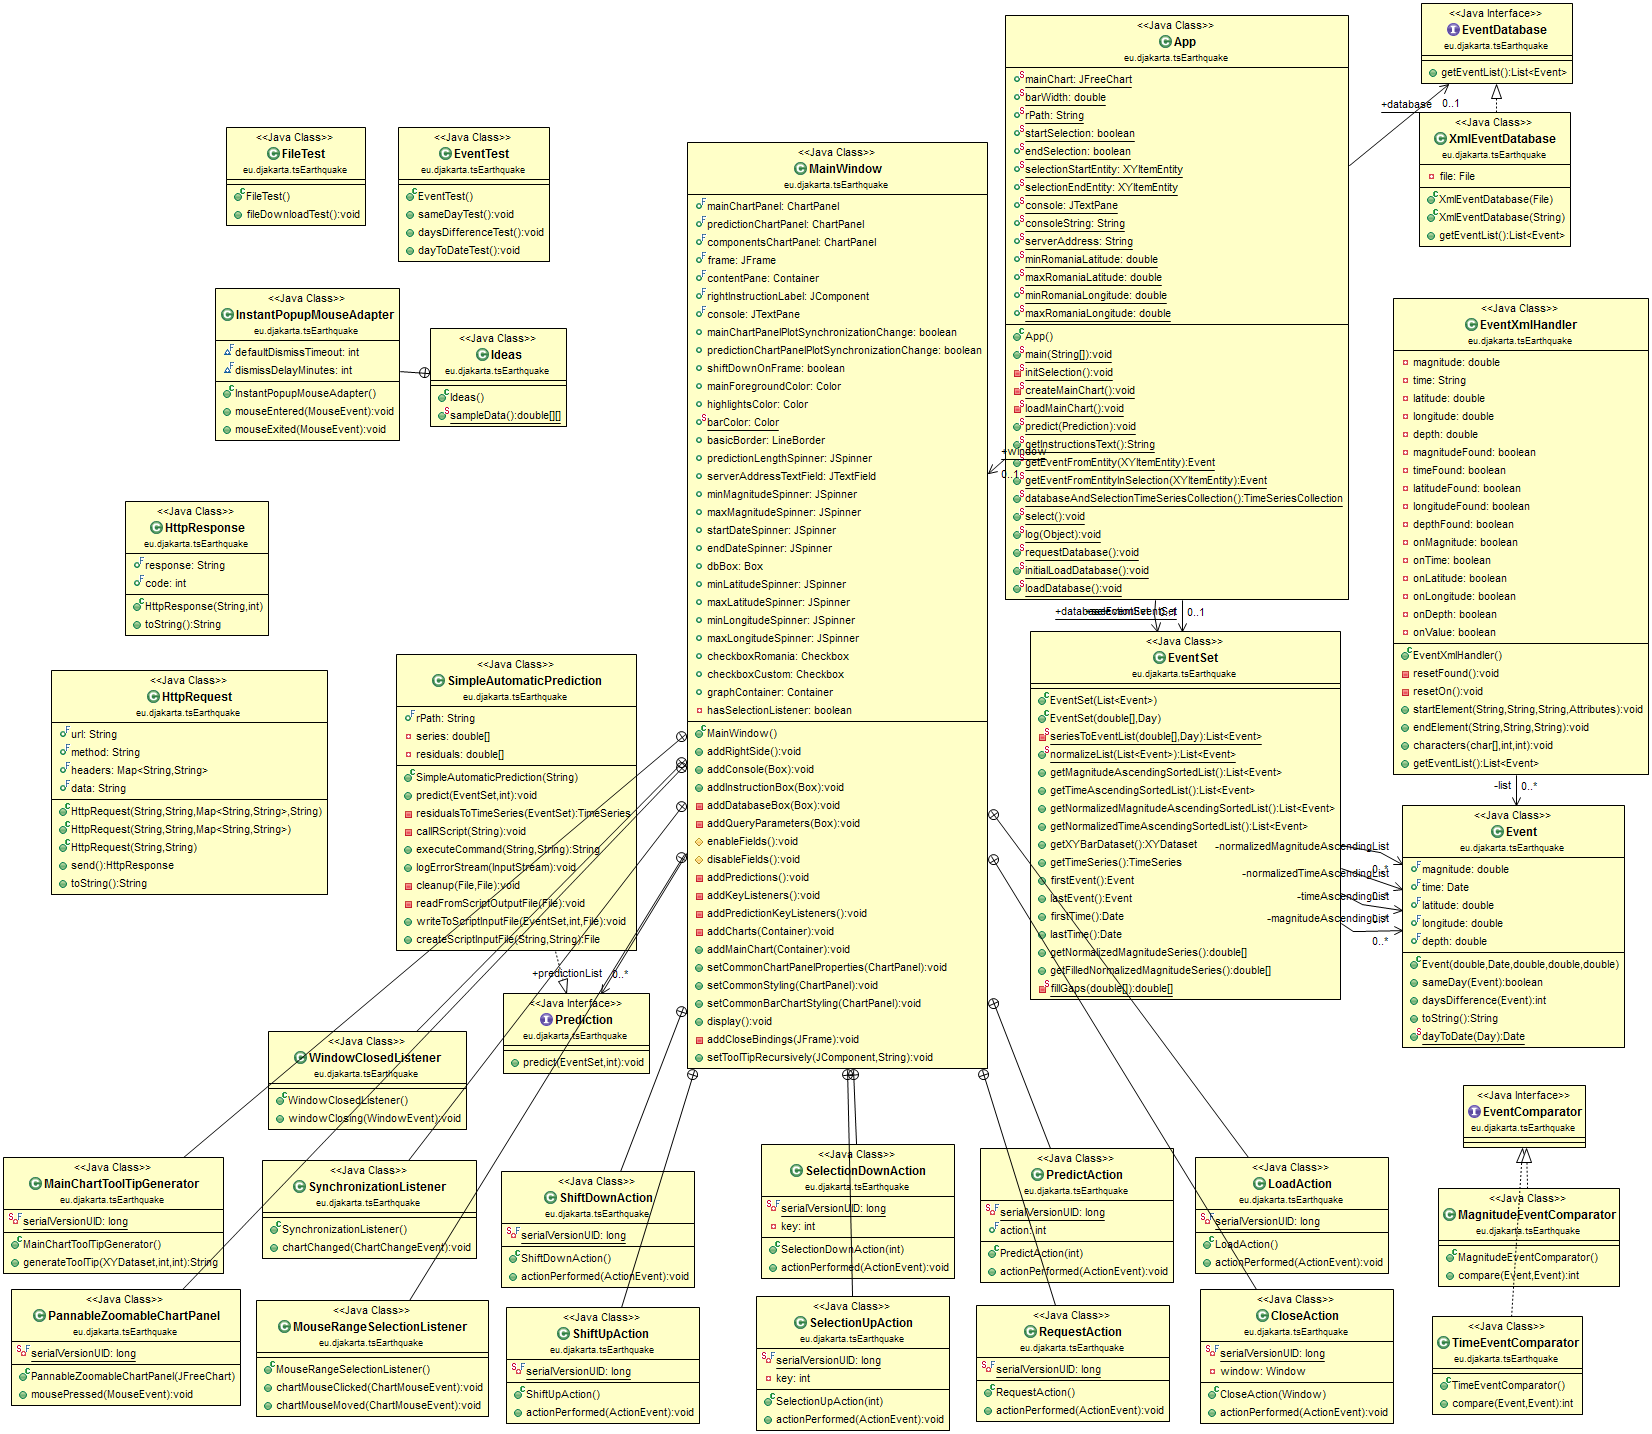 <<Java Class>>
FileTest
eu.djakarta.tsEarthquake
FileTest()
fileDownloadTest():void
<<Java Class>>
EventTest
eu.djakarta.tsEarthquake
EventTest()
sameDayTest():void
daysDifferenceTest():void
dayToDateTest():void
<<Java Class>>
InstantPopupMouseAdapter
eu.djakarta.tsEarthquake
defaultDismissTimeout: int
dismissDelayMinutes: int
InstantPopupMouseAdapter()
mouseEntered(MouseEvent):void
mouseExited(MouseEvent):void
<<Java Class>>
Ideas
eu.djakarta.tsEarthquake
Ideas()
sampleData():double[][]
<<Java Class>>
HttpResponse
eu.djakarta.tsEarthquake
response: String
code: int
HttpResponse(String,int)
toString():String
<<Java Class>>
HttpRequest
eu.djakarta.tsEarthquake
url: String
method: String
headers: Map<String,String>
data: String
HttpRequest(String,String,Map<String,String>,String)
HttpRequest(String,String,Map<String,String>)
HttpRequest(String,String)
send():HttpResponse
toString():String
<<Java Class>>
SimpleAutomaticPrediction
eu.djakarta.tsEarthquake
rPath: String
series: double[]
residuals: double[]
SimpleAutomaticPrediction(String)
predict(EventSet,int):void
residualsToTimeSeries(EventSet):TimeSeries
callRScript(String):void
executeCommand(String,String):String
logErrorStream(InputStream):void
cleanup(File,File):void
readFromScriptOutputFile(File):void
writeToScriptInputFile(EventSet,int,File):void
createScriptInputFile(String,String):File
+predictionList
0..*
<<Java Interface>>
Prediction
eu.djakarta.tsEarthquake
predict(EventSet,int):void
<<Java Class>>
MainWindow
eu.djakarta.tsEarthquake
mainChartPanel: ChartPanel
predictionChartPanel: ChartPanel
componentsChartPanel: ChartPanel
frame: JFrame
contentPane: Container
rightInstructionLabel: JComponent
console: JTextPane
mainChartPanelPlotSynchronizationChange: boolean
predictionChartPanelPlotSynchronizationChange: boolean
shiftDownOnFrame: boolean
mainForegroundColor: Color
highlightsColor: Color
barColor: Color
basicBorder: LineBorder
predictionLengthSpinner: JSpinner
serverAddressTextField: JTextField
minMagnitudeSpinner: JSpinner
maxMagnitudeSpinner: JSpinner
startDateSpinner: JSpinner
endDateSpinner: JSpinner
dbBox: Box
minLatitudeSpinner: JSpinner
maxLatitudeSpinner: JSpinner
minLongitudeSpinner: JSpinner
maxLongitudeSpinner: JSpinner
checkboxRomania: Checkbox
checkboxCustom: Checkbox
graphContainer: Container
hasSelectionListener: boolean
MainWindow()
addRightSide():void
addConsole(Box):void
addInstructionBox(Box):void
addDatabaseBox(Box):void
addQueryParameters(Box):void
enableFields():void
disableFields():void
addPredictions():void
addKeyListeners():void
addPredictionKeyListeners():void
addCharts(Container):void
addMainChart(Container):void
setCommonChartPanelProperties(ChartPanel):void
setCommonStyling(ChartPanel):void
setCommonBarChartStyling(ChartPanel):void
display():void
addCloseBindings(JFrame):void
setToolTipRecursively(JComponent,String):void
<<Java Class>>
App
eu.djakarta.tsEarthquake
mainChart: JFreeChart
barWidth: double
rPath: String
startSelection: boolean
endSelection: boolean
selectionStartEntity: XYItemEntity
selectionEndEntity: XYItemEntity
console: JTextPane
consoleString: String
serverAddress: String
minRomaniaLatitude: double
maxRomaniaLatitude: double
minRomaniaLongitude: double
maxRomaniaLongitude: double
App()
main(String[]):void
initSelection():void
createMainChart():void
loadMainChart():void
predict(Prediction):void
getInstructionsText():String
getEventFromEntity(XYItemEntity):Event
getEventFromEntityInSelection(XYItemEntity):Event
databaseAndSelectionTimeSeriesCollection():TimeSeriesCollection
select():void
log(Object):void
requestDatabase():void
initialLoadDatabase():void
loadDatabase():void
+window
0..1
+database
0..1
<<Java Interface>>
EventDatabase
eu.djakarta.tsEarthquake
getEventList():List<Event>
<<Java Class>>
XmlEventDatabase
eu.djakarta.tsEarthquake
file: File
XmlEventDatabase(File)
XmlEventDatabase(String)
getEventList():List<Event>
<<Java Class>>
EventXmlHandler
eu.djakarta.tsEarthquake
magnitude: double
time: String
latitude: double
longitude: double
depth: double
magnitudeFound: boolean
timeFound: boolean
latitudeFound: boolean
longitudeFound: boolean
depthFound: boolean
onMagnitude: boolean
onTime: boolean
onLatitude: boolean
onLongitude: boolean
onDepth: boolean
onValue: boolean
EventXmlHandler()
resetFound():void
resetOn():void
startElement(String,String,String,Attributes):void
endElement(String,String,String):void
characters(char[],int,int):void
getEventList():List<Event>
-list
0..*
0..1
<<Java Class>>
EventSet
eu.djakarta.tsEarthquake
EventSet(List<Event>)
EventSet(double[],Day)
seriesToEventList(double[],Day):List<Event>
normalizeList(List<Event>):List<Event>
getMagnitudeAscendingSortedList():List<Event>
getTimeAscendingSortedList():List<Event>
getNormalizedMagnitudeAscendingSortedList():List<Event>
getNormalizedTimeAscendingSortedList():List<Event>
getXYBarDataset():XYDataset
getTimeSeries():TimeSeries
firstEvent():Event
lastEvent():Event
firstTime():Date
lastTime():Date
getNormalizedMagnitudeSeries():double[]
getFilledNormalizedMagnitudeSeries():double[]
fillGaps(double[]):double[]
-normalizedMagnitudeAscendingList
-normalizedTimeAscendingList
-timeAscendingList
-magnitudeAscendingList
0..*
<<Java Class>>
Event
eu.djakarta.tsEarthquake
magnitude: double
time: Date
latitude: double
longitude: double
depth: double
Event(double,Date,double,double,double)
sameDay(Event):boolean
daysDifference(Event):int
toString():String
dayToDate(Day):Date
<<Java Interface>>
EventComparator
eu.djakarta.tsEarthquake
<<Java Class>>
MagnitudeEventComparator
eu.djakarta.tsEarthquake
MagnitudeEventComparator()
compare(Event,Event):int
<<Java Class>>
TimeEventComparator
eu.djakarta.tsEarthquake
TimeEventComparator()
compare(Event,Event):int
<<Java Class>>
WindowClosedListener
eu.djakarta.tsEarthquake
WindowClosedListener()
windowClosing(WindowEvent):void
<<Java Class>>
MainChartToolTipGenerator
eu.djakarta.tsEarthquake
serialVersionUID: long
MainChartToolTipGenerator()
generateToolTip(XYDataset,int,int):String
<<Java Class>>
SynchronizationListener
eu.djakarta.tsEarthquake
SynchronizationListener()
chartChanged(ChartChangeEvent):void
<<Java Class>>
ShiftDownAction
eu.djakarta.tsEarthquake
serialVersionUID: long
ShiftDownAction()
actionPerformed(ActionEvent):void
<<Java Class>>
SelectionDownAction
eu.djakarta.tsEarthquake
serialVersionUID: long
key: int
SelectionDownAction(int)
actionPerformed(ActionEvent):void
<<Java Class>>
PredictAction
eu.djakarta.tsEarthquake
serialVersionUID: long
action: int
PredictAction(int)
actionPerformed(ActionEvent):void
<<Java Class>>
LoadAction
eu.djakarta.tsEarthquake
serialVersionUID: long
LoadAction()
actionPerformed(ActionEvent):void
<<Java Class>>
PannableZoomableChartPanel
eu.djakarta.tsEarthquake
serialVersionUID: long
PannableZoomableChartPanel(JFreeChart)
mousePressed(MouseEvent):void
<<Java Class>>
MouseRangeSelectionListener
eu.djakarta.tsEarthquake
MouseRangeSelectionListener()
chartMouseClicked(ChartMouseEvent):void
chartMouseMoved(ChartMouseEvent):void
<<Java Class>>
ShiftUpAction
eu.djakarta.tsEarthquake
serialVersionUID: long
ShiftUpAction()
actionPerformed(ActionEvent):void
<<Java Class>>
SelectionUpAction
eu.djakarta.tsEarthquake
serialVersionUID: long
key: int
SelectionUpAction(int)
actionPerformed(ActionEvent):void
<<Java Class>>
RequestAction
eu.djakarta.tsEarthquake
serialVersionUID: long
RequestAction()
actionPerformed(ActionEvent):void
<<Java Class>>
CloseAction
eu.djakarta.tsEarthquake
serialVersionUID: long
window: Window
CloseAction(Window)
actionPerformed(ActionEvent):void